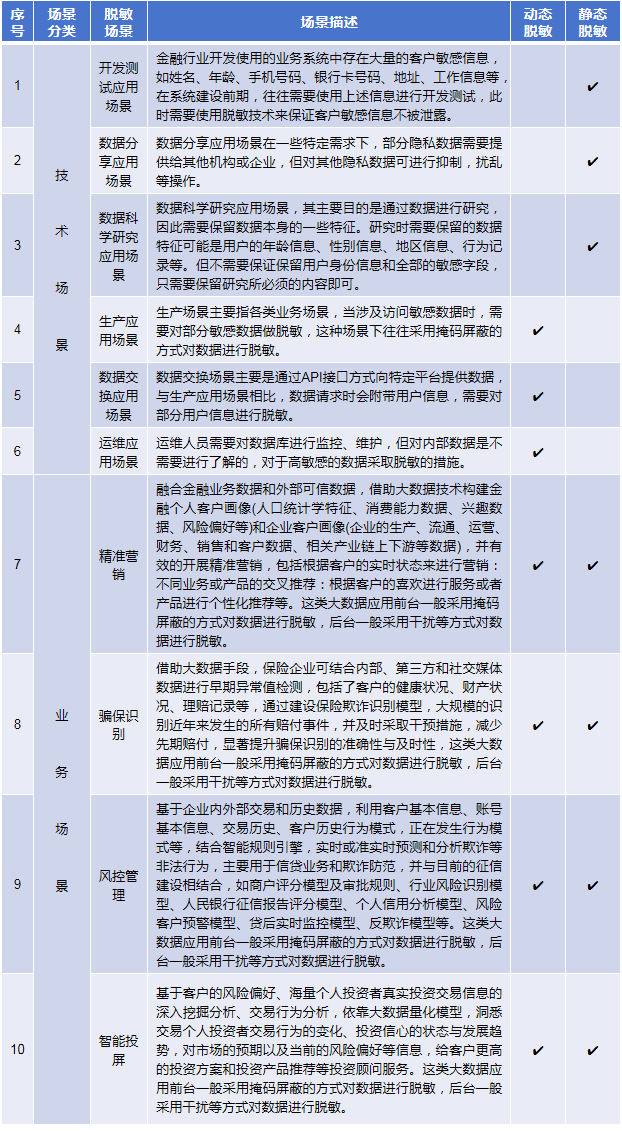 序号
场景分类
脱敏场景
场景描述
动态脱敏
静态脱敏
技术场景
1
开发测试应用场景
金融行业开发使用的业务系统中存在大量的客户敏感信息，
如姓名、年龄、手机号码、银行卡号码、地址、工作信息等，
在系统建设前期，往往需要使用上述信息进行开发测试，此
时需要使用脱敏技术来保证客户敏感信息不被泄露。
✔
2
数据分享应用场景
数据分享应用场景在一些特定需求下，部分隐私数据需要提
供给其他机构或企业，但对其他隐私数据可进行抑制，扰乱
等操作。
✔
3
数据科学研究应用场景
数据科学研究应用场景，其主要目的是通过数据进行研究，
因此需要保留数据本身的一些特征。研究时需要保留的数据
特征可能是用户的年龄信息、性别信息、地区信息、行为记
录等。但不需要保证保留用户身份信息和全部的敏感字段，
只需要保留研究所必须的内容即可。
✔
4
生产应用场景
生产场景主要指各类业务场景，当涉及访问敏感数据时，需
要对部分敏感数据做脱敏，这种场景下往往采用掩码屏蔽的
方式对数据进行脱敏。
✔
5
数据交换应用场景
数据交换场景主要是通过API接口方式向特定平台提供数据，
与生产应用场景相比，数据请求时会附带用户信息，需要对
部分用户信息进行脱敏。
✔
6
运维应用场景
运维人员需要对数据库进行监控、维护，但对内部数据是不
需要进行了解的，对于高敏感的数据采取脱敏的措施。
✔
业务场景
7
精准营销
融合金融业务数据和外部可信数据，借助大数据技术构建金
融个人客户画像(人口统计学特征、消费能力数据、兴趣数
据、风险偏好等)和企业客户画像(企业的生产、流通、运营、
财务、销售和客户数据、相关产业链上下游等数据)，并有
效的开展精准营销，包括根据客户的实时状态来进行营销：
不同业务或产品的交叉推荐：根据客户的喜欢进行服务或者
产品进行个性化推荐等。这类大数据应用前台一般采用掩码
屏蔽的方式对数据进行脱敏，后台一般采用干扰等方式对数
据进行脱敏。
✔
✔
8
骗保识别
借助大数据手段，保险企业可结合内部、第三方和社交媒体
数据进行早期异常值检测，包括了客户的健康状况、财产状
况、理赔记录等，通过建设保险欺诈识别模型，大规模的识
别近年来发生的所有赔付事件，并及时采取干预措施，减少
先期赔付，显著提升骗保识别的准确性与及时性，这类大数
据应用前台一般采用掩码屏蔽的方式对数据进行脱敏，后台
一般采用干扰等方式对数据进行脱敏。
✔
✔
9
风控管理
基于企业内外部交易和历史数据，利用客户基本信息、账号
基本信息、交易历史、客户历史行为模式，正在发生行为模
式等，结合智能规则引擎，实时或准实时预测和分析欺诈等
非法行为，主要用于信贷业务和欺诈防范，并与目前的征信
建设相结合，如商户评分模型及审批规则、行业风险识别模
型、人民银行征信报告评分模型、个人信用分析模型、风险
客户预警模型、贷后实时监控模型、反欺诈模型等。这类大
数据应用前台一般采用掩码屏蔽的方式对数据进行脱敏，后
台一般采用干扰等方式对数据进行脱敏。
✔
✔
10
智能投屏
基于客户的风险偏好、海量个人投资者真实投资交易信息的
深入挖掘分析、交易行为分析，依靠大数据量化模型，洞悉
交易个人投资者交易行为的变化、投资信心的状态与发展趋
势，对市场的预期以及当前的风险偏好等信息，给客户更高
的投资方案和投资产品推荐等投资顾问服务。这类大数据应
用前台一般采用掩码屏蔽的方式对数据进行脱敏，后台一般
采用干扰等方式对数据进行脱敏。
✔
✔